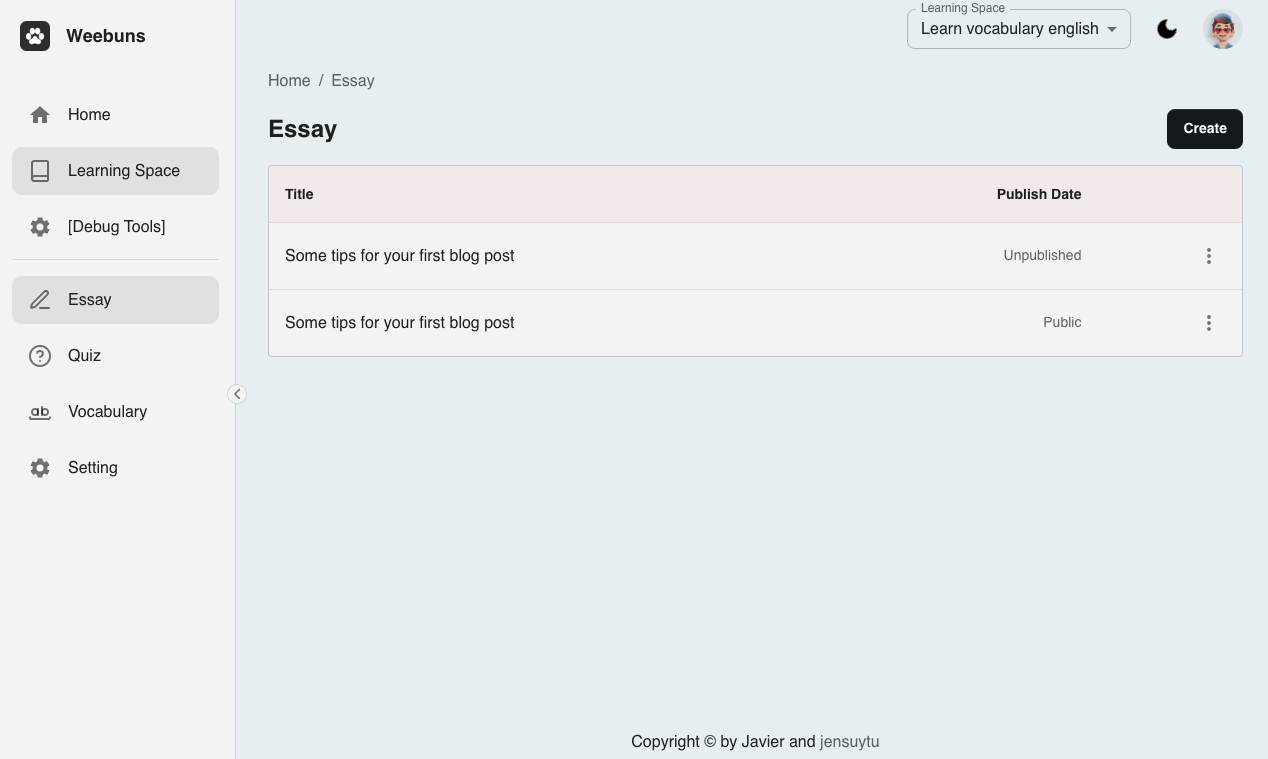 Weebuns
Home
Learning Space
[Debug Tools]
Essay
Quiz
Vocabulary
Setting
Learning Space
Learn vocabulary english
Home / Essay
Essay
Create
Title Publish Date
Some tips for your first blog post Unpublished
Some tips for your first blog post Public
Copyright © by Javier and jensuytu